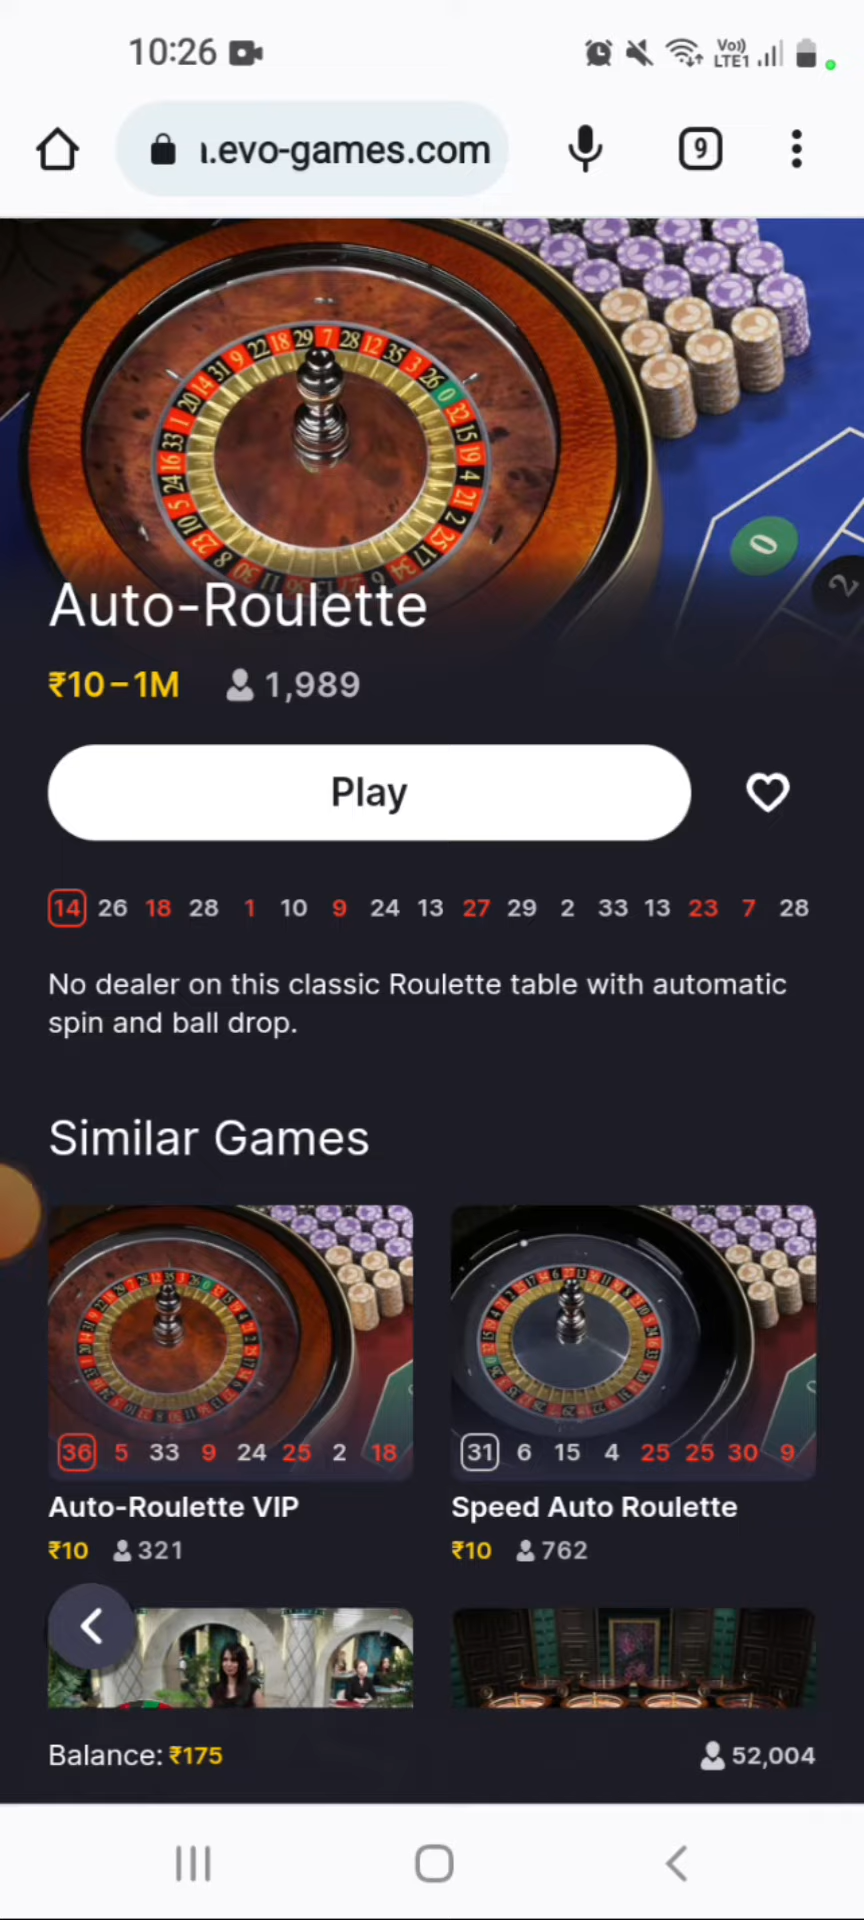 10:26 Vo)) LTE1
ı.evo-games.com 9
Auto-Roulette
₹10–1M 1,989
Play
14 26 18 28 1 10 9 24 13 27 29 2 33 13 23 7 28
No dealer on this classic Roulette table with automatic
spin and ball drop.
Similar Games
36 5 33 9 24 25 2 18
31 6 15 4 25 25 30 9
Auto-Roulette VIP
₹10 321
Speed Auto Roulette
₹10 762
Balance: ₹175
52,004